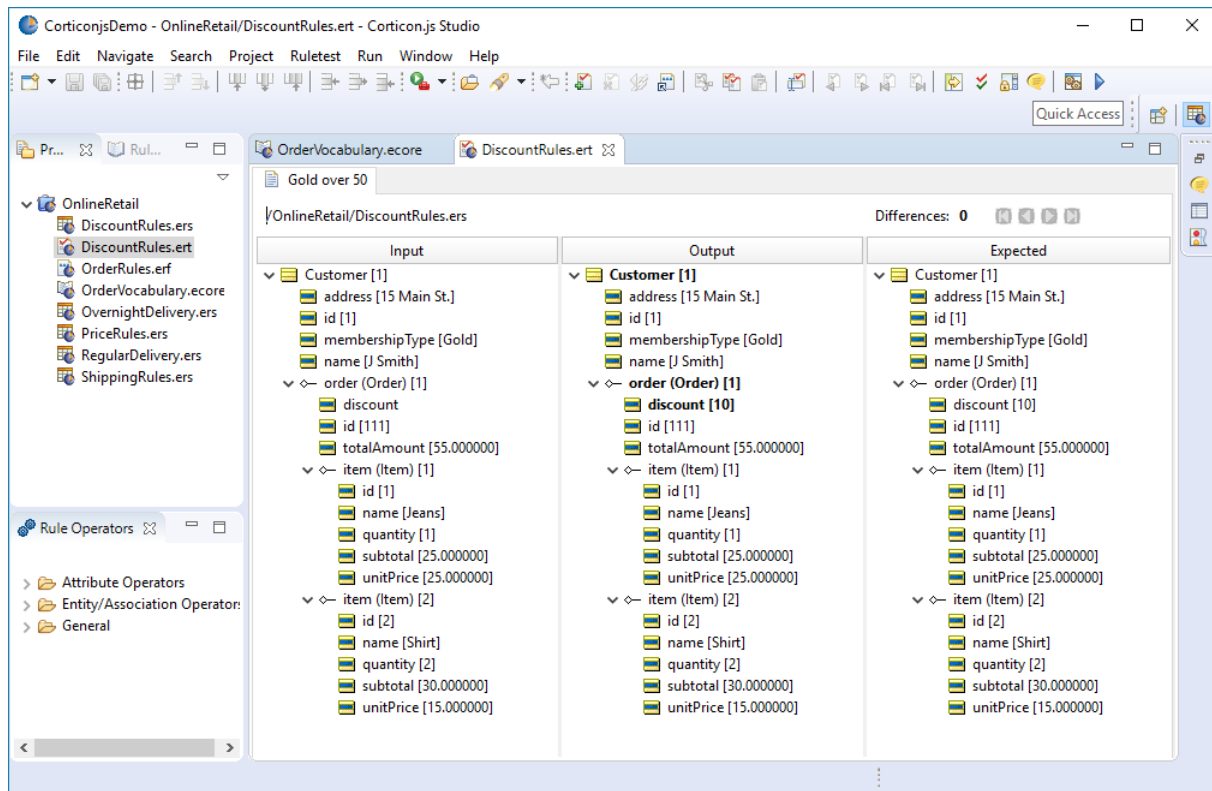 CorticonjsDemo - OnlineRetail/DiscountRules.ert - Corticon.js Studio
File Edit Navigate Search Project Ruletest Run Window Help
Quick Access
Pr... Rul...
OnlineRetail
DiscountRules.ers
DiscountRules.ert
OrderRules.erf
OrderVocabulary.ecore
OvernightDelivery.ers
PriceRules.ers
RegularDelivery.ers
ShippingRules.ers
Rule Operators
Attribute Operators
Entity/Association Operator:
General
OrderVocabulary.ecore DiscountRules.ert
Gold over 50
/OnlineRetail/DiscountRules.ers Differences: 0
Input Output Expected
Customer [1] Customer [1] Customer [1]
address [15 Main St.] address [15 Main St.] address [15 Main St.]
id [1] id [1] id [1]
membershipType [Gold] membershipType [Gold] membershipType [Gold]
name [J Smith] name [J Smith] name [J Smith]
order (Order) [1] order (Order) [1] order (Order) [1]
discount discount [10] discount [10]
id [111] id [111] id [111]
totalAmount [55.000000] totalAmount [55.000000] totalAmount [55.000000]
item (Item) [1] item (Item) [1] item (Item) [1]
id [1] id [1] id [1]
name [Jeans] name [Jeans] name [Jeans]
quantity [1] quantity [1] quantity [1]
subtotal [25.000000] subtotal [25.000000] subtotal [25.000000]
unitPrice [25.000000] unitPrice [25.000000] unitPrice [25.000000]
item (Item) [2] item (Item) [2] item (Item) [2]
id [2] id [2] id [2]
name [Shirt] name [Shirt] name [Shirt]
quantity [2] quantity [2] quantity [2]
subtotal [30.000000] subtotal [30.000000] subtotal [30.000000]
unitPrice [15.000000] unitPrice [15.000000] unitPrice [15.000000]